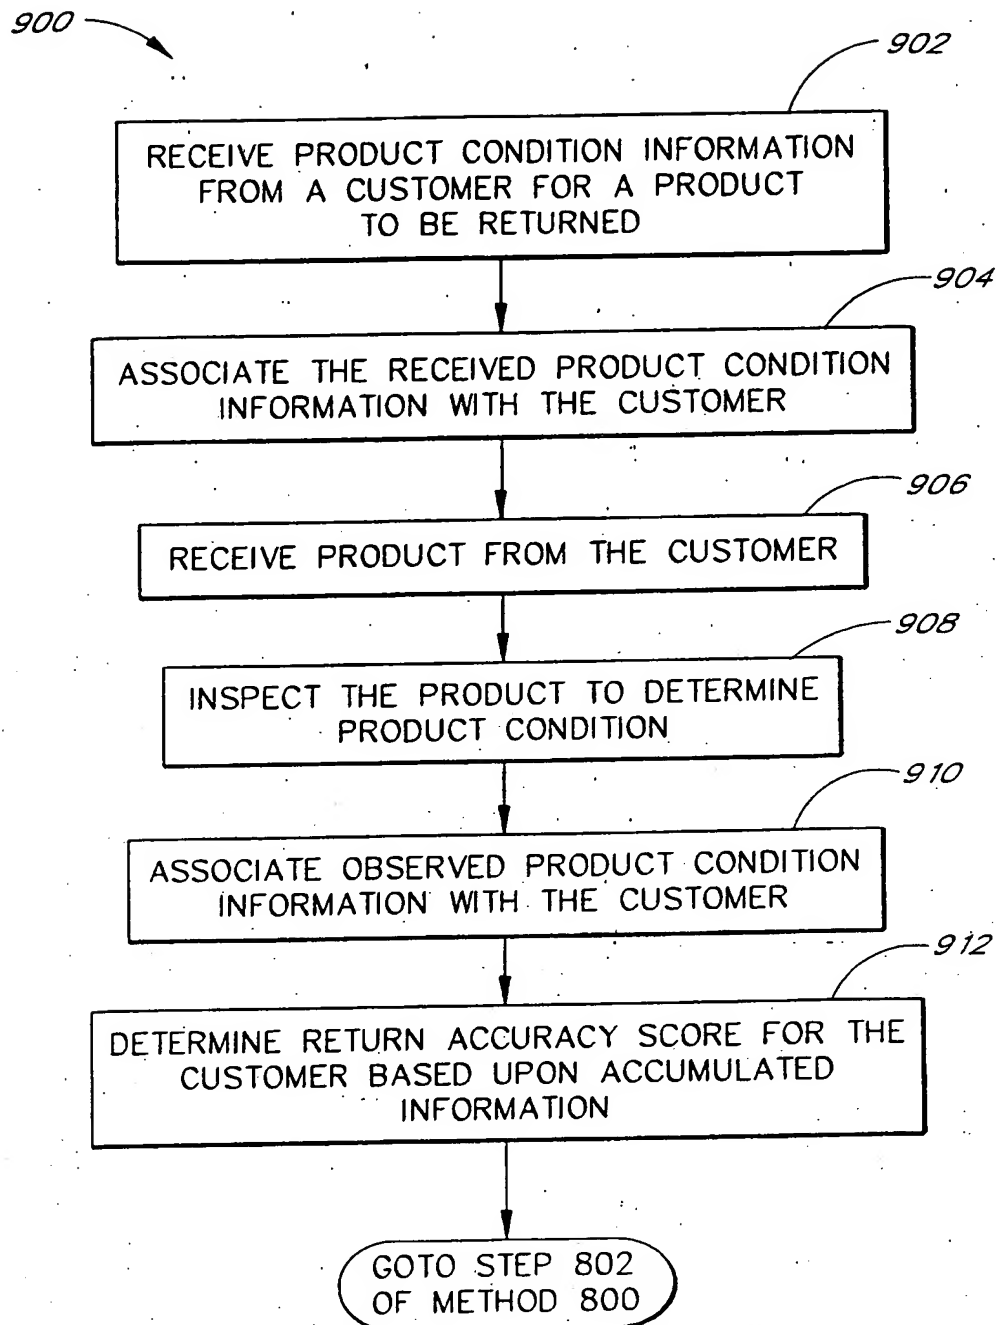 900
902
RECEIVE PRODUCT CONDITION INFORMATION
FROM A CUSTOMER FOR A PRODUCT
TO BE RETURNED
904
ASSOCIATE THE RECEIVED PRODUCT CONDITION
INFORMATION WITH THE CUSTOMER
906
RECEIVE PRODUCT FROM THE CUSTOMER
908
INSPECT THE PRODUCT TO DETERMINE
PRODUCT CONDITION
910
ASSOCIATE OBSERVED PRODUCT CONDITION
INFORMATION WITH THE CUSTOMER
912
DETERMINE RETURN ACCURACY SCORE FOR THE
CUSTOMER BASED UPON ACCUMULATED
INFORMATION
GOTO STEP 802
OF METHOD 800